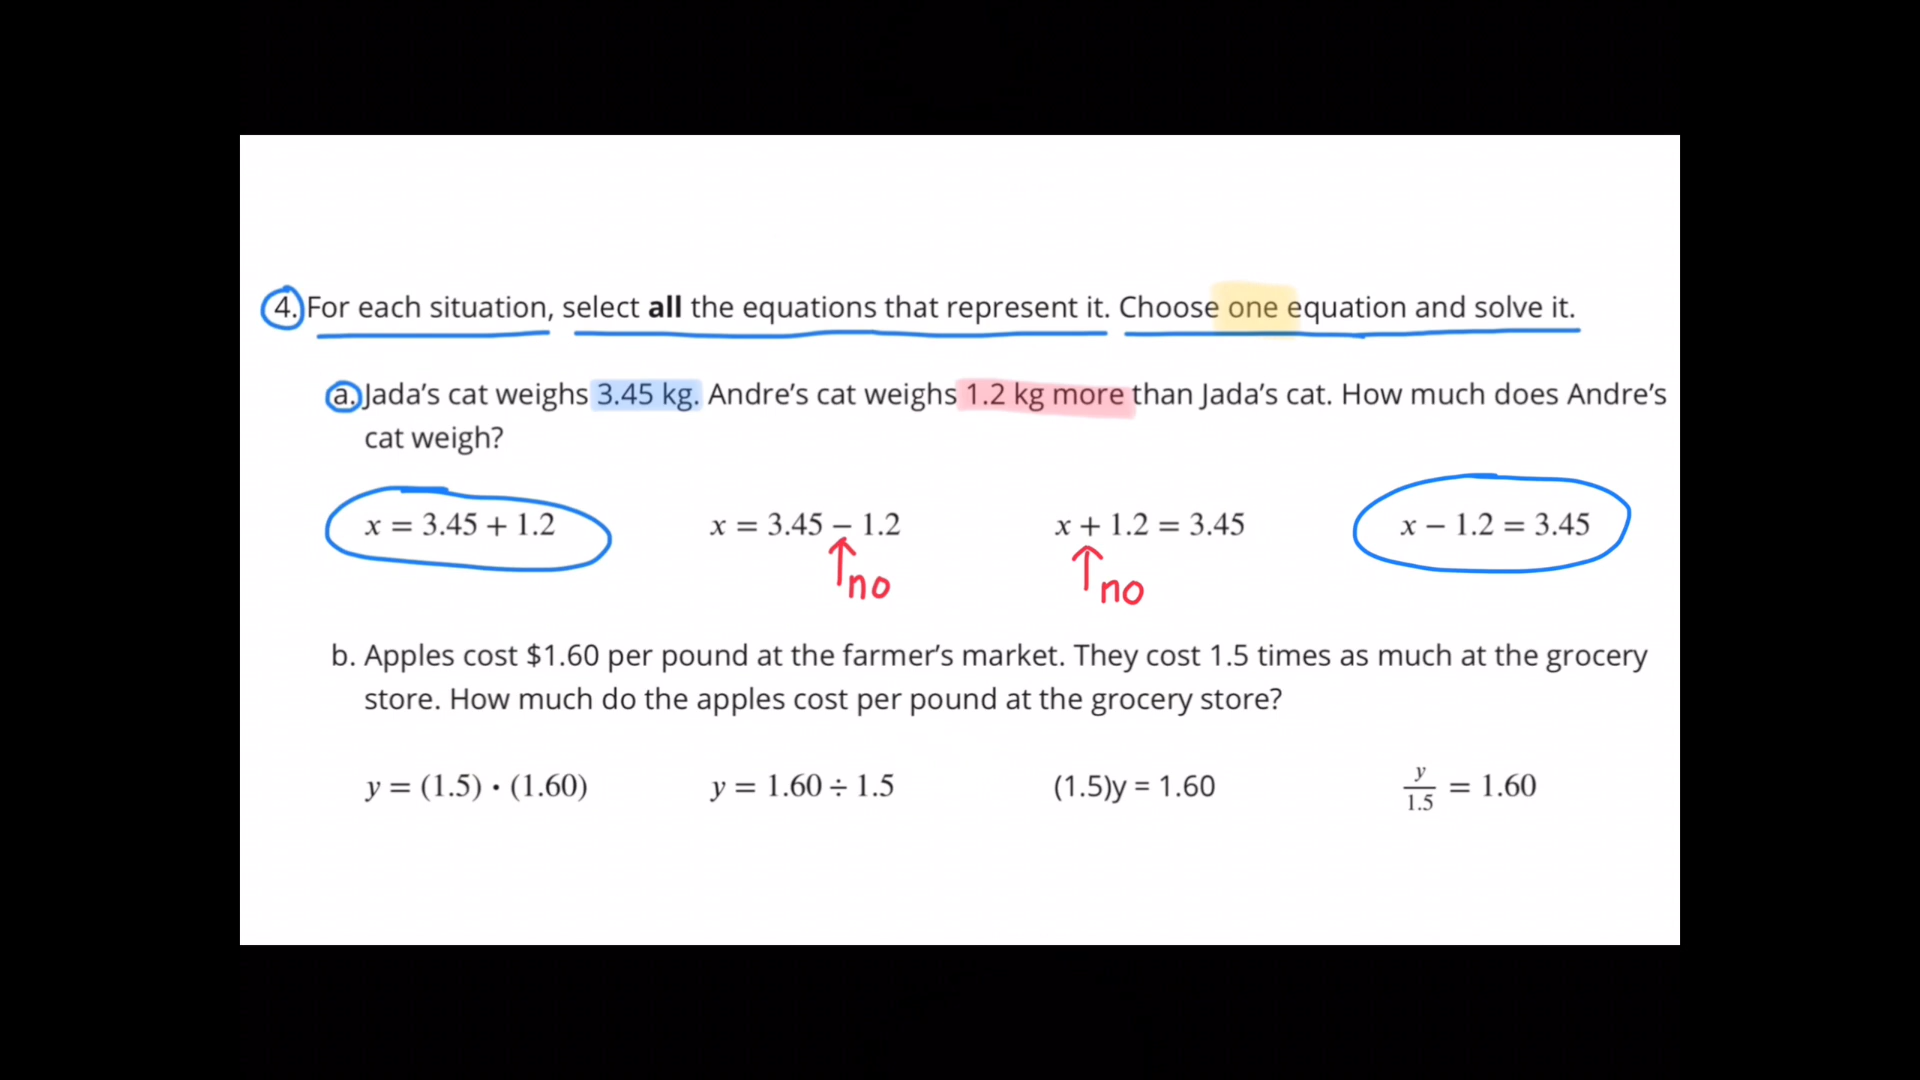 4. For each situation, select all the equations that represent it. Choose one equation and solve it.
a. Jada’s cat weighs 3.45 kg. Andre’s cat weighs 1.2 kg more than Jada’s cat. How much does Andre’s
cat weigh?
x = 3.45 + 1.2 x = 3.45 − 1.2 x + 1.2 = 3.45 x − 1.2 = 3.45
no no
b. Apples cost $1.60 per pound at the farmer’s market. They cost 1.5 times as much at the grocery
store. How much do the apples cost per pound at the grocery store?
y = (1.5) · (1.60) y = 1.60 ÷ 1.5 (1.5)y = 1.60 y/1.5 = 1.60